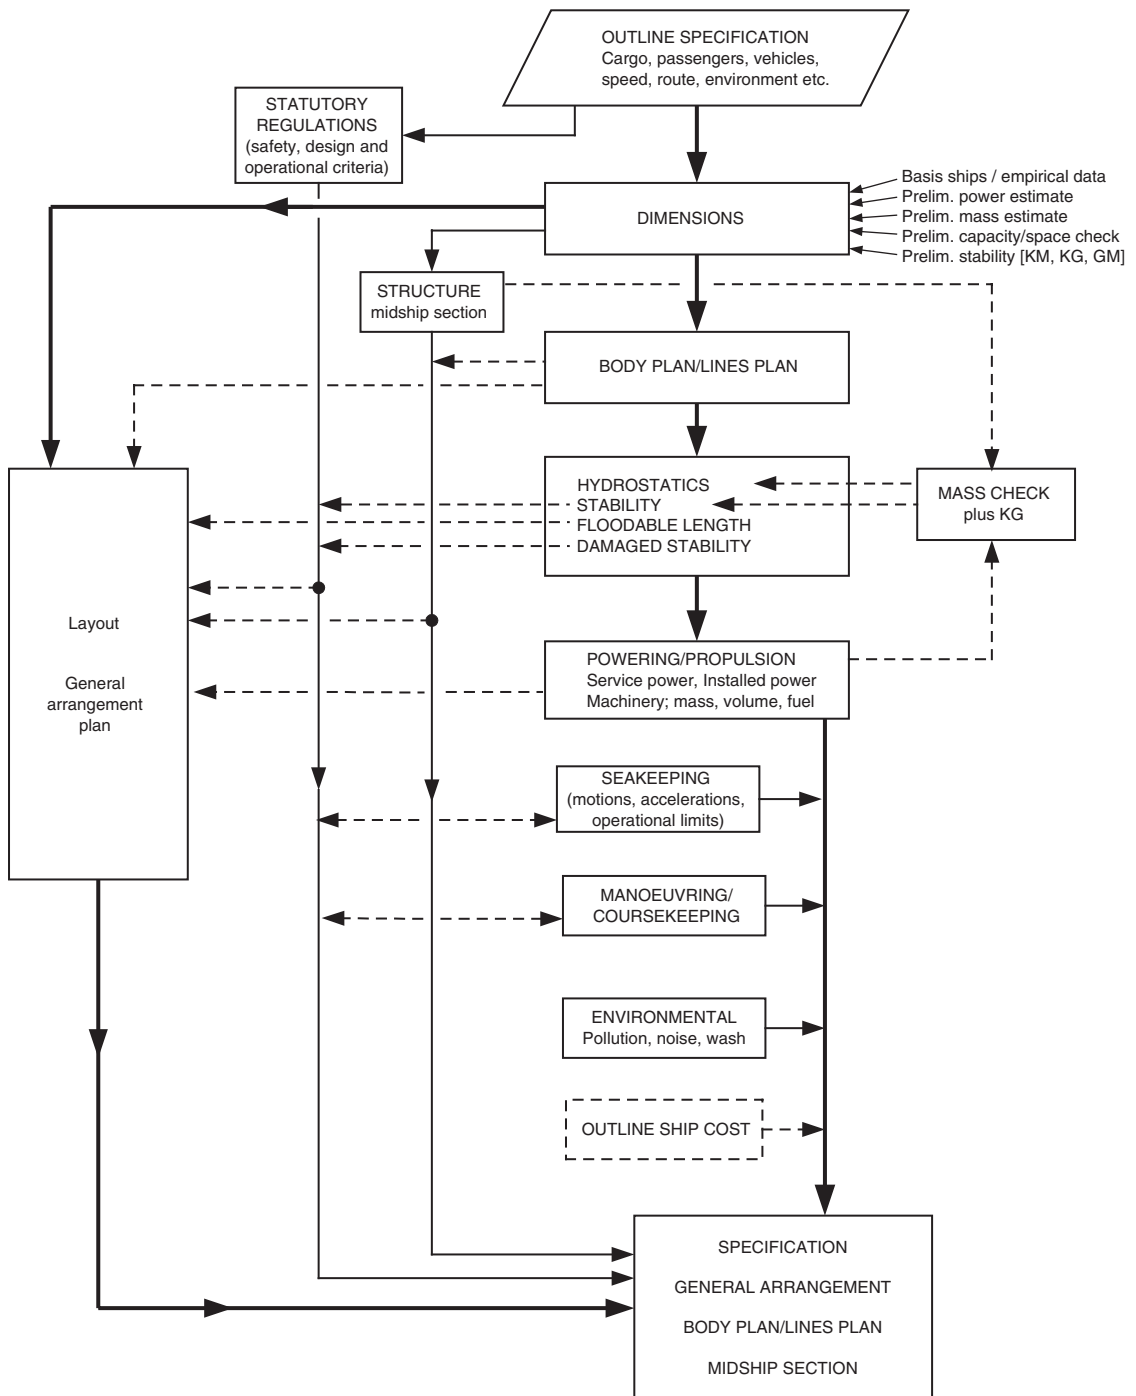 OUTLINE SPECIFICATION
Cargo, passengers, vehicles,
speed, route, environment etc.
STATUTORY
REGULATIONS
(safety, design and
operational criteria)
DIMENSIONS
Basis ships / empirical data
Prelim. power estimate
Prelim. mass estimate
Prelim. capacity/space check
Prelim. stability [KM, KG, GM]
STRUCTURE
midship section
BODY PLAN/LINES PLAN
HYDROSTATICS
STABILITY
FLOODABLE LENGTH
DAMAGED STABILITY
MASS CHECK
plus KG
Layout
General
arrangement
plan
POWERING/PROPULSION
Service power, Installed power
Machinery; mass, volume, fuel
SEAKEEPING
(motions, accelerations,
operational limits)
MANOEUVRING/
COURSEKEEPING
ENVIRONMENTAL
Pollution, noise, wash
OUTLINE SHIP COST
SPECIFICATION
GENERAL ARRANGEMENT
BODY PLAN/LINES PLAN
MIDSHIP SECTION